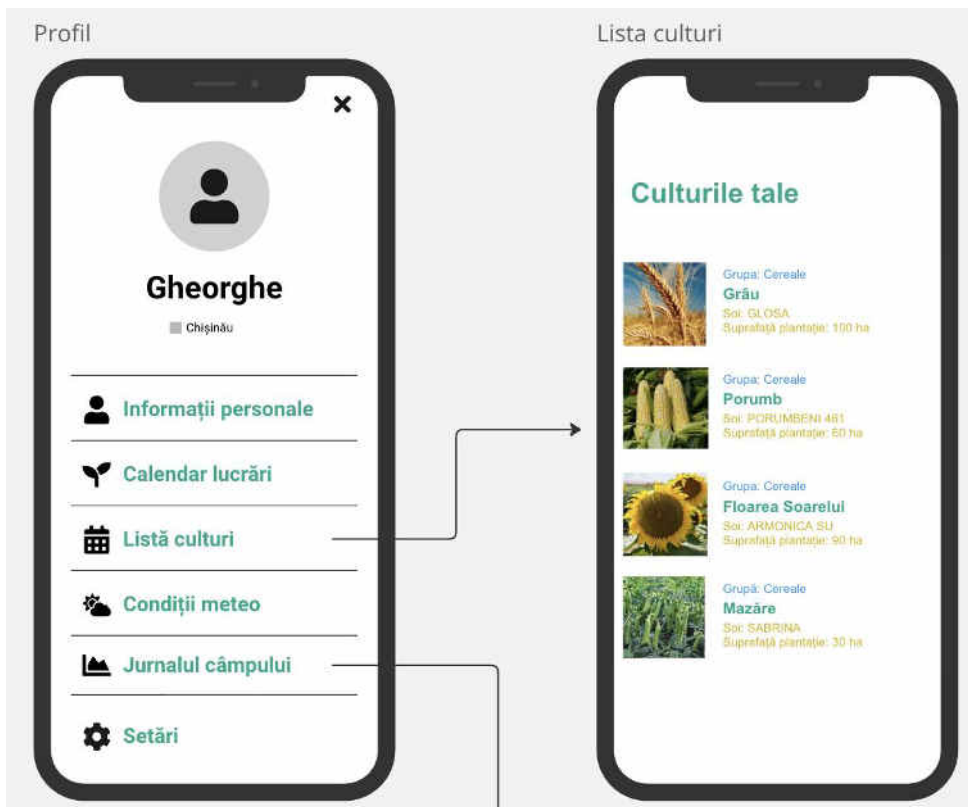 Profil
Gheorghe
Chișinău
Informații personale
Calendar lucrări
Listă culturi
Condiții meteo
Jurnalul câmpului
Setări
Lista culturi
Culturile tale
Grupa: Cereale
Grâu
Soi: GLOSA
Suprafață plantație: 100 ha
Grupa: Cereale
Porumb
Soi: PORUMBENI 461
Suprafață plantație: 60 ha
Grupa: Cereale
Floarea Soarelui
Soi: ARMONICA SU
Suprafață plantație: 90 ha
Grupă: Cereale
Mazăre
Soi: SABRINA
Suprafață plantație: 30 ha